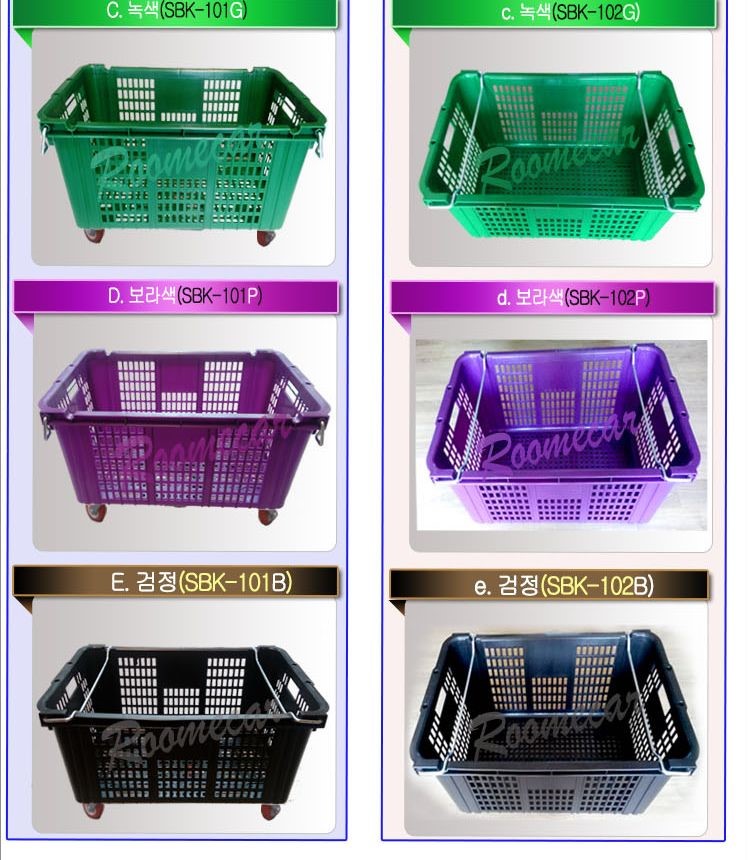 C. 녹색(SBK-101G)
c. 녹색(SBK-102G)
Roomecar
Roomecar
D. 보라색(SBK-101P)
d. 보라색(SBK-102P)
Roomecar
Roomecar
E. 검정(SBK-101B)
e. 검정(SBK-102B)
Roomecar
Roomecar